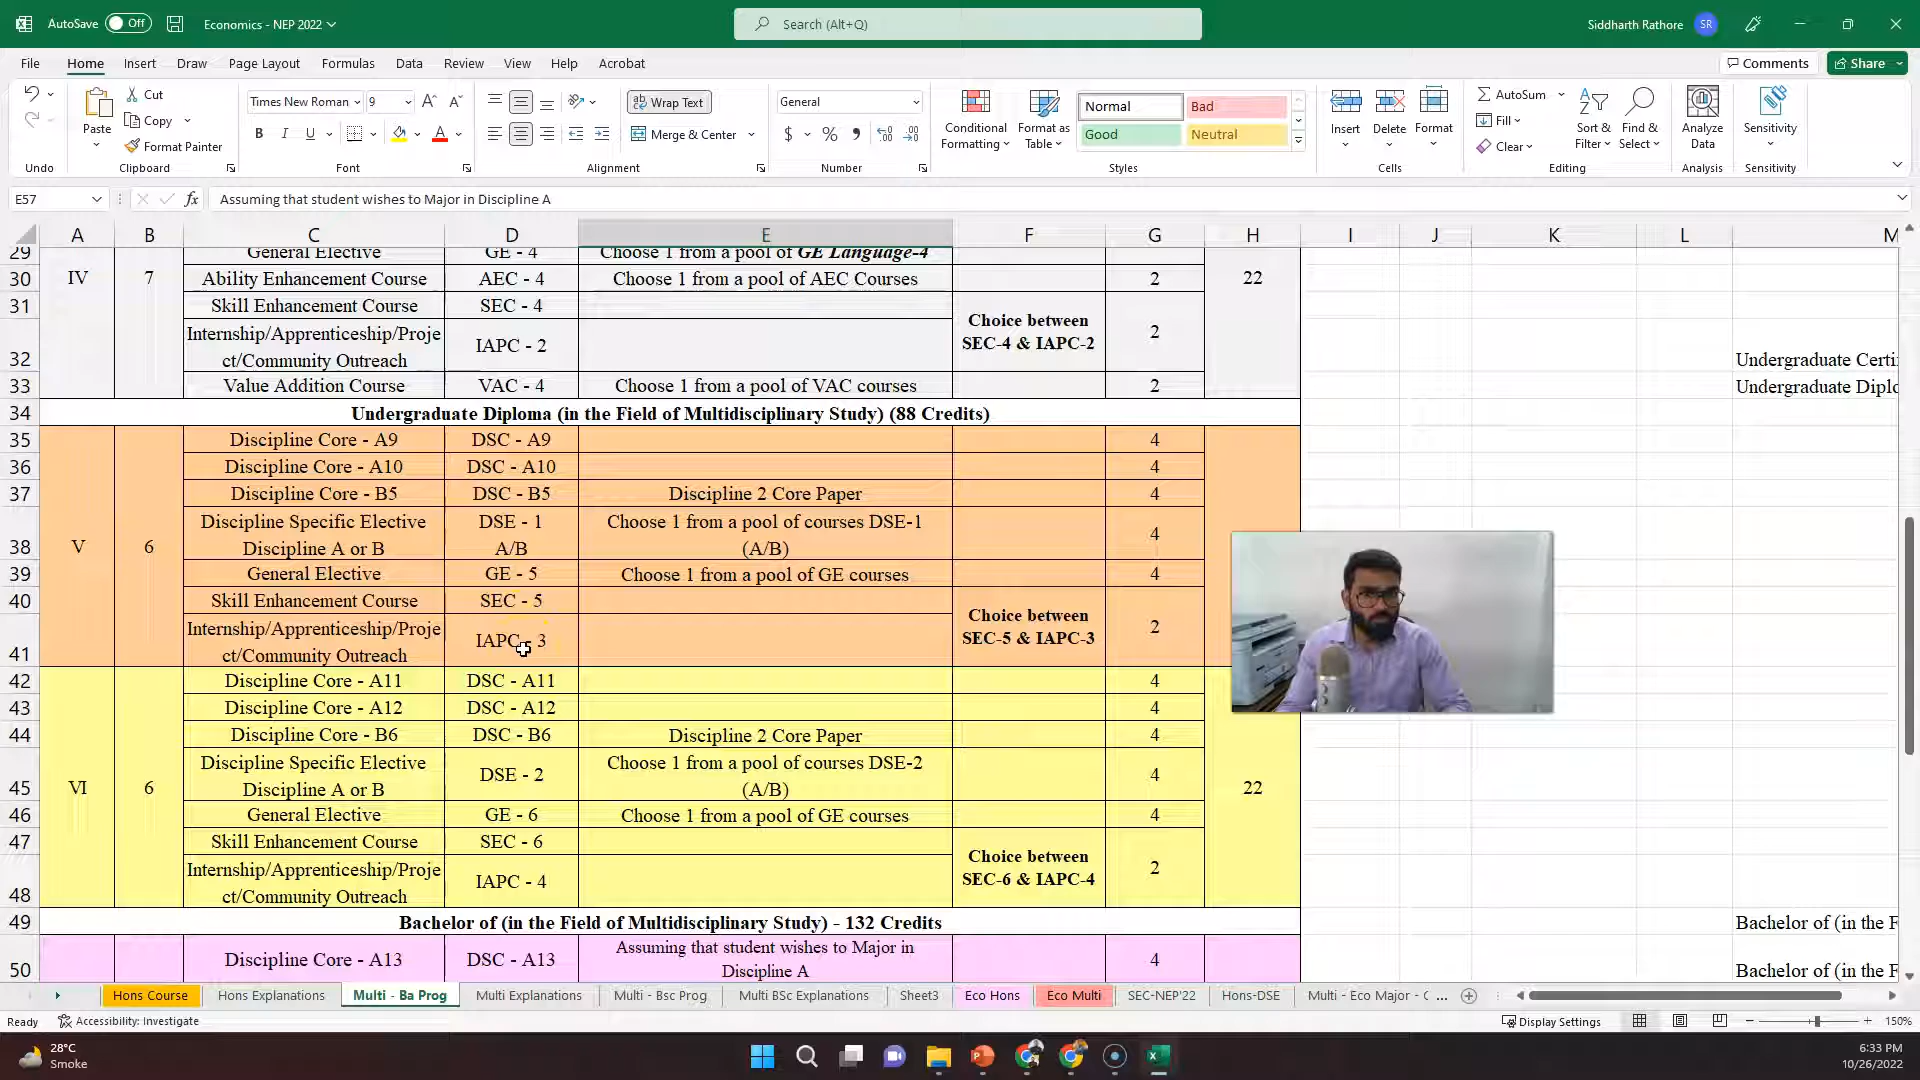 AutoSave Off Economics - NEP 2022 Search (Alt+Q) Siddharth Rathore SR
File Home Insert Draw Page Layout Formulas Data Review View Help Acrobat Comments Share
Paste Cut Copy Format Painter
Times New Roman 9 B I U A
Wrap Text Merge & Center
General $ % 9
Conditional Formatting Format as Table
Normal Bad Good Neutral
Insert Delete Format
AutoSum Fill Clear Sort & Filter Find & Select
Analyze Data Sensitivity
Undo Clipboard Font Alignment Number Styles Cells Editing Analysis Sensitivity
E57 fx Assuming that student wishes to Major in Discipline A
A B C D E F G H I J K L M
29 General Elective GE - 4 Choose 1 from a pool of GE Language-4
30 IV 7 Ability Enhancement Course AEC - 4 Choose 1 from a pool of AEC Courses 2 22
31 Skill Enhancement Course SEC - 4 Choice between SEC-4 & IAPC-2 2
32 Internship/Apprenticeship/Project/Community Outreach IAPC - 2 Undergraduate Certi
33 Value Addition Course VAC - 4 Choose 1 from a pool of VAC courses 2 Undergraduate Diplo
34 Undergraduate Diploma (in the Field of Multidisciplinary Study) (88 Credits)
35 Discipline Core - A9 DSC - A9 4
36 Discipline Core - A10 DSC - A10 4
37 Discipline Core - B5 DSC - B5 Discipline 2 Core Paper 4
38 V 6 Discipline Specific Elective Discipline A or B DSE - 1 A/B Choose 1 from a pool of courses DSE-1 (A/B) 4
39 General Elective GE - 5 Choose 1 from a pool of GE courses 4
40 Skill Enhancement Course SEC - 5 Choice between SEC-5 & IAPC-3 2
41 Internship/Apprenticeship/Project/Community Outreach IAPC - 3
42 Discipline Core - A11 DSC - A11 4
43 Discipline Core - A12 DSC - A12 4
44 Discipline Core - B6 DSC - B6 Discipline 2 Core Paper 4
45 VI 6 Discipline Specific Elective Discipline A or B DSE - 2 Choose 1 from a pool of courses DSE-2 (A/B) 4 22
46 General Elective GE - 6 Choose 1 from a pool of GE courses 4
47 Skill Enhancement Course SEC - 6 Choice between SEC-6 & IAPC-4 2
48 Internship/Apprenticeship/Project/Community Outreach IAPC - 4
49 Bachelor of (in the Field of Multidisciplinary Study) - 132 Credits Bachelor of (in the F
50 Discipline Core - A13 DSC - A13 Assuming that student wishes to Major in Discipline A 4 Bachelor of (in the F
Hons Course Hons Explanations Multi - Ba Prog Multi Explanations Multi - Bsc Prog Multi BSc Explanations Sheet3 Eco Hons Eco Multi SEC-NEP'22 Hons-DSE Multi - Eco Major - C ...
Ready Accessibility: Investigate Display Settings 150%
28°C
Smoke
6:33 PM
10/26/2022